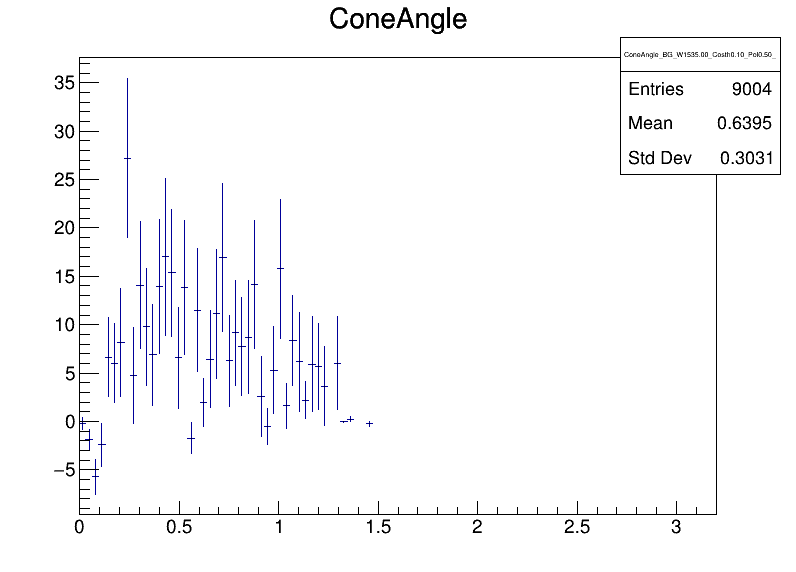 ConeAngle
ConeAngle_BG_W1535.00_Costh0.10_Pol0.50_
Entries 9004
Mean 0.6395
Std Dev 0.3031
35
30
25
20
15
10
5
0
−5
0 0.5 1 1.5 2 2.5 3